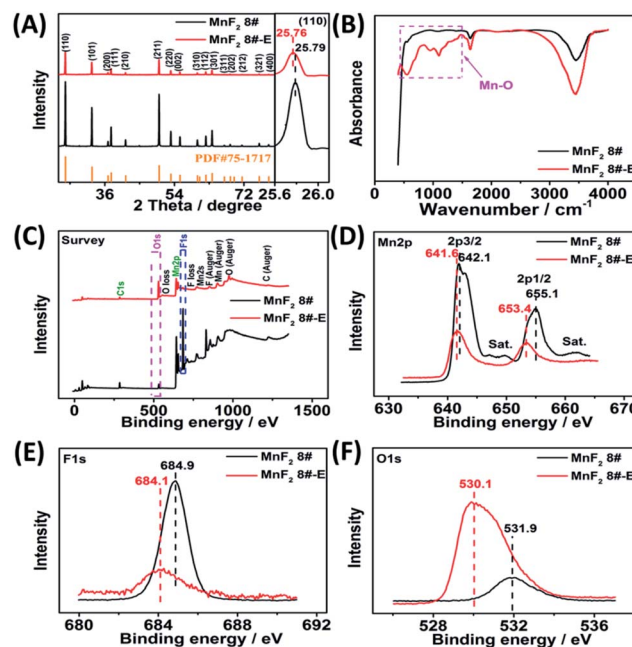 (A)
MnF2 8#
MnF2 8#-E
(110)
25.76
25.79
(110)
(101)
(200)
(111)
(210)
(211)
(220)
(002)
(310)
(112)
(301)
(311)
(202)
(212)
(321)
(400)
PDF#75-1717
Intensity
36 54 72 25.6 26.0
2 Theta / degree
(B)
Absorbance
Mn-O
MnF2 8#
MnF2 8#-E
0 1000 2000 3000 4000
Wavenumber / cm-1
(C)
Survey
C1s
O1s
O loss
Mn2p
F1s
F loss
Mn2s
F (Auger)
Mn (Auger)
O (Auger)
C (Auger)
MnF2 8#
MnF2 8#-E
Intensity
0 500 1000 1500
Binding energy / eV
(D)
Mn2p
MnF2 8#
MnF2 8#-E
2p3/2
641.6
642.1
2p1/2
655.1
653.4
Sat.
Sat.
Intensity
632 640 650 660 670
Binding energy / eV
(E)
F1s
MnF2 8#
MnF2 8#-E
684.9
684.1
Intensity
680 684 688 692
Binding energy / eV
(F)
O1s
MnF2 8#
MnF2 8#-E
530.1
531.9
Intensity
528 532 536
Binding energy / eV